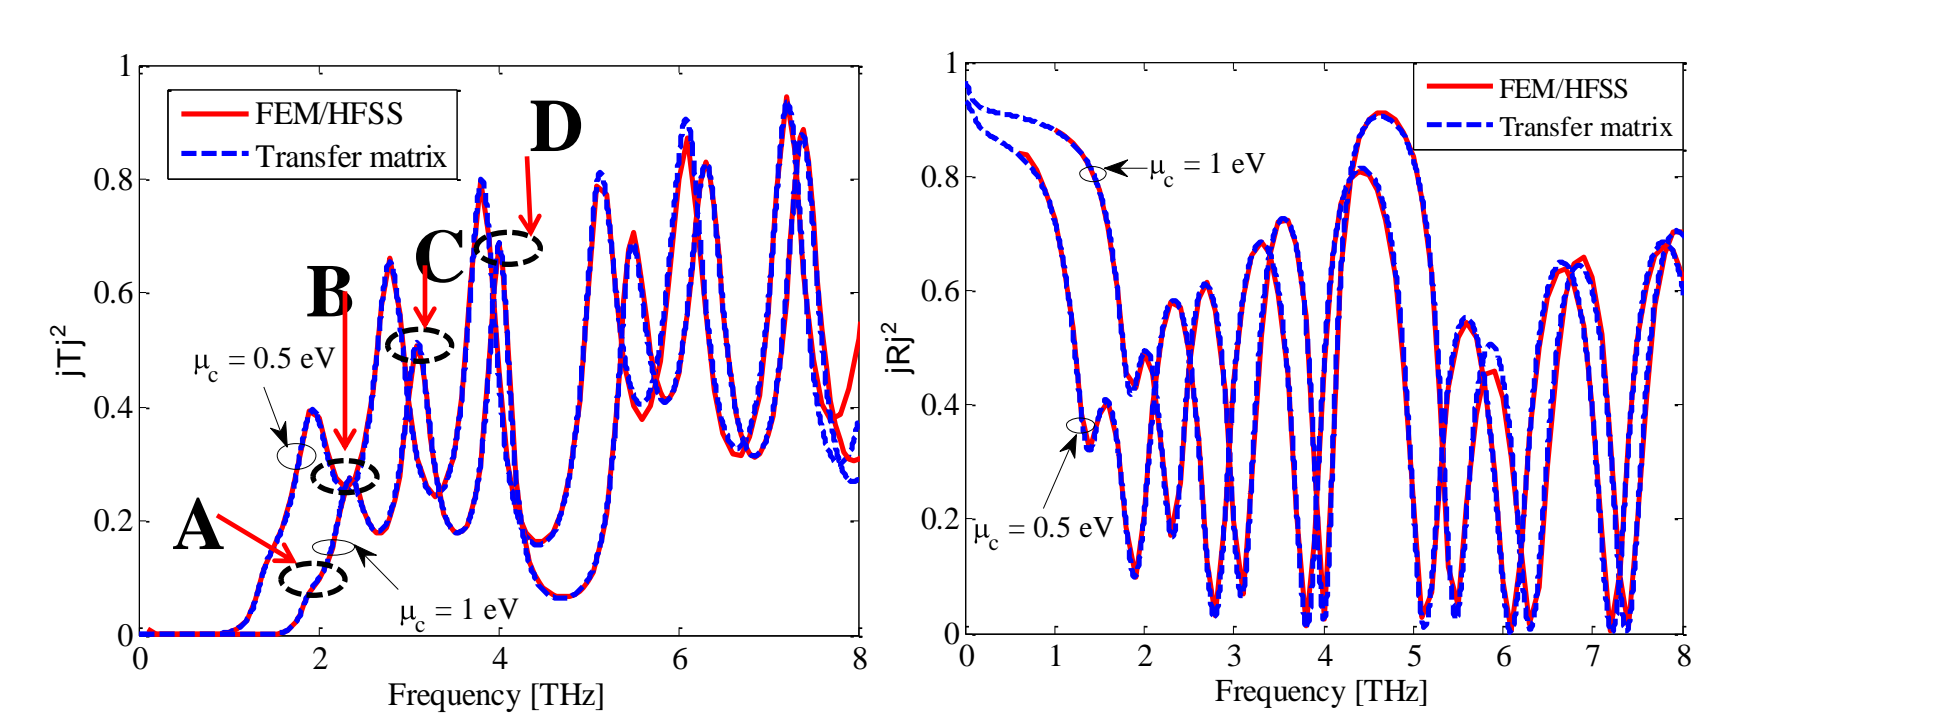 1
0.8
0.6
0.4
0.2
0
0
2
4
6
8
jTj²
Frequency [THz]
FEM/HFSS
Transfer matrix
D
C
B
A
μc = 0.5 eV
μc = 1 eV
1
0.8
0.6
0.4
0.2
0
0
1
2
3
4
5
6
7
8
jRj²
Frequency [THz]
FEM/HFSS
Transfer matrix
μc = 1 eV
μc = 0.5 eV